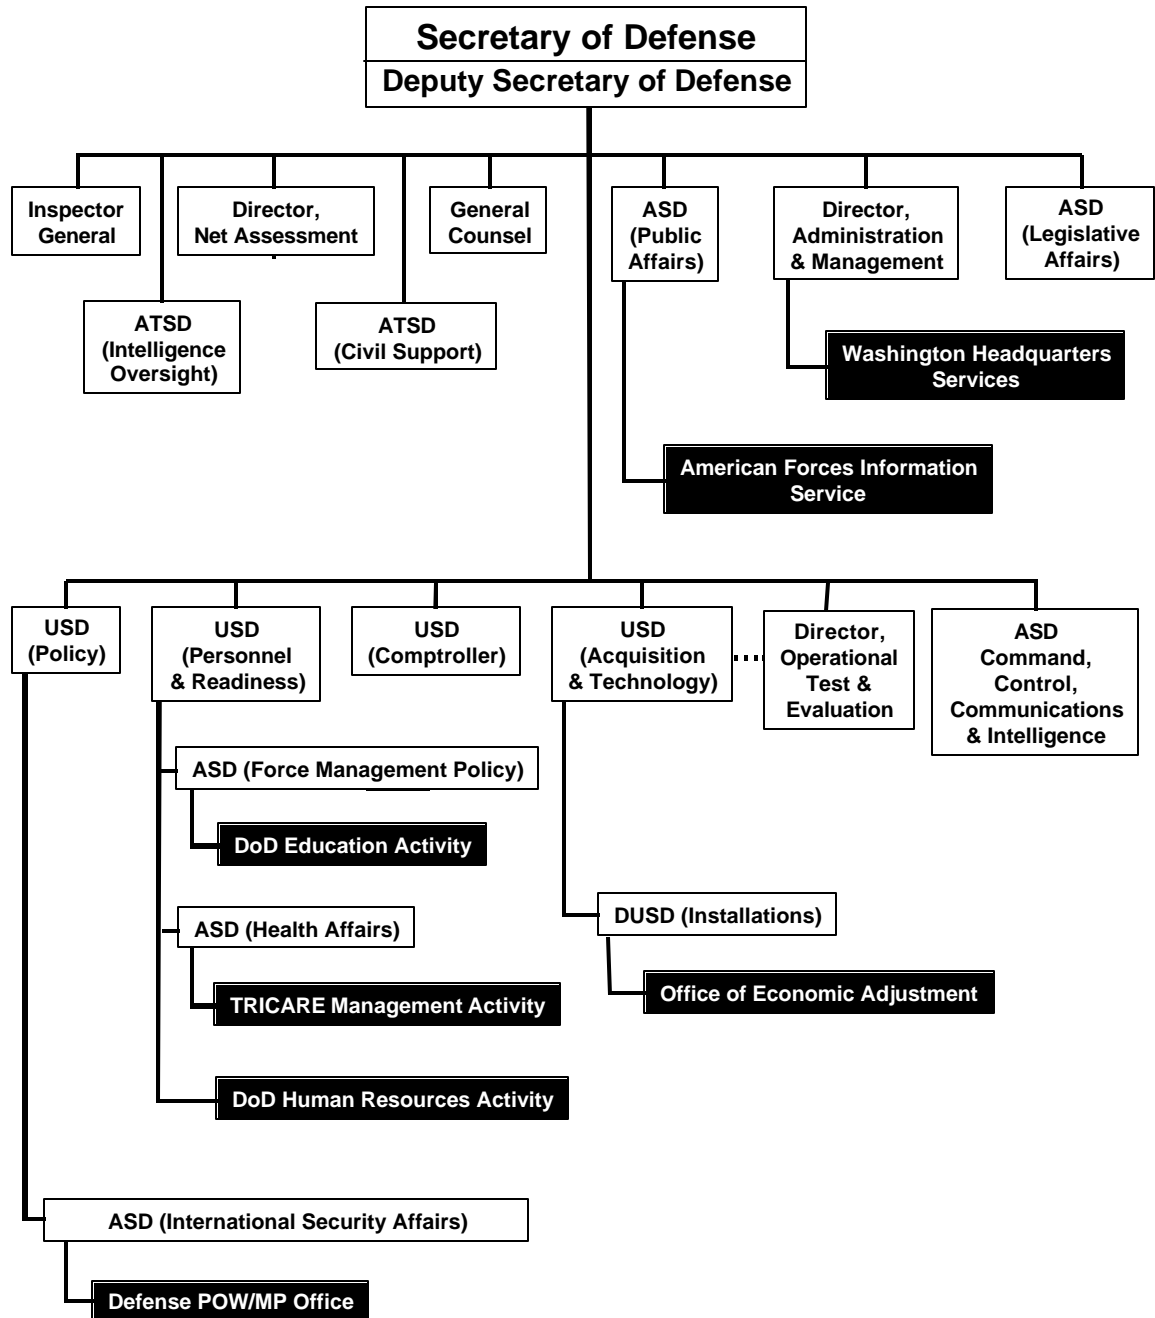 Secretary of Defense
Deputy Secretary of Defense
Inspector
General
Director,
Net Assessment
General
Counsel
ASD
(Public
Affairs)
Director,
Administration
& Management
ASD
(Legislative
Affairs)
ATSD
(Intelligence
Oversight)
ATSD
(Civil Support)
Washington Headquarters
Services
American Forces Information
Service
USD
(Policy)
USD
(Personnel
& Readiness)
USD
(Comptroller)
USD
(Acquisition
& Technology)
Director,
Operational
Test &
Evaluation
ASD
Command,
Control,
Communications
& Intelligence
ASD (Force Management Policy)
DoD Education Activity
ASD (Health Affairs)
TRICARE Management Activity
DoD Human Resources Activity
DUSD (Installations)
Office of Economic Adjustment
ASD (International Security Affairs)
Defense POW/MP Office